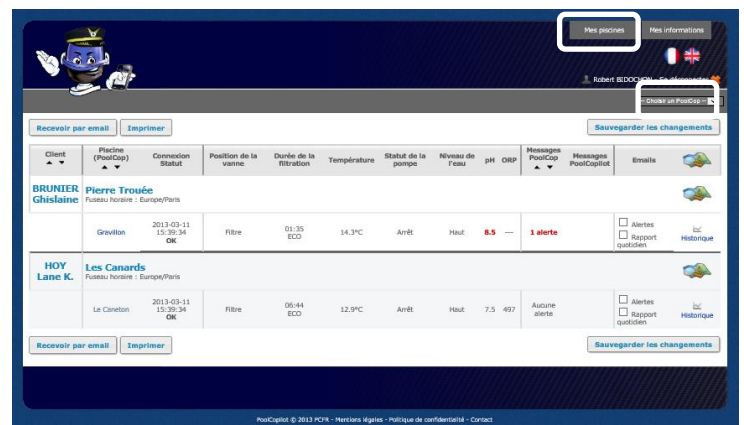 Mes piscines Mes informations
Robert BIDOCHON - Se déconnecter
-- Choisir un PoolCop --
Recevoir par email Imprimer Sauvegarder les changements
Client Piscine (PoolCop) Connexion Statut Position de la vanne Durée de la filtration Température Statut de la pompe Niveau de l'eau pH ORP Messages PoolCop Messages PoolCopilot Emails
BRUNIER Ghislaine Pierre Trouée
Fuseau horaire : Europe/Paris
Gravillon 2013-03-11 15:39:34 OK Filtre 01:35 ECO 14.3°C Arrêt Haut 8.5 --- 1 alerte Alertes Rapport quotidien Historique
HOY Lane K. Les Canards
Fuseau horaire : Europe/Paris
Le Caneton 2013-03-11 15:39:34 OK Filtre 06:44 ECO 12.9°C Arrêt Haut 7.5 497 Aucune alerte Alertes Rapport quotidien Historique
Recevoir par email Imprimer Sauvegarder les changements
PoolCopilot © 2013 PCFR - Mentions légales - Politique de confidentialité - Contact